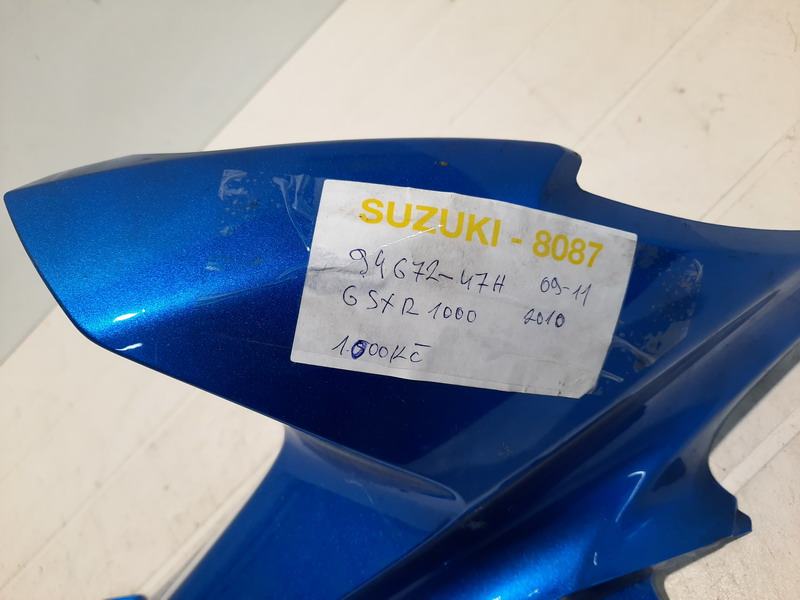 SUZUKI - 8087
94672-47H 09-11
GSXR 1000 2010
1.000Kč